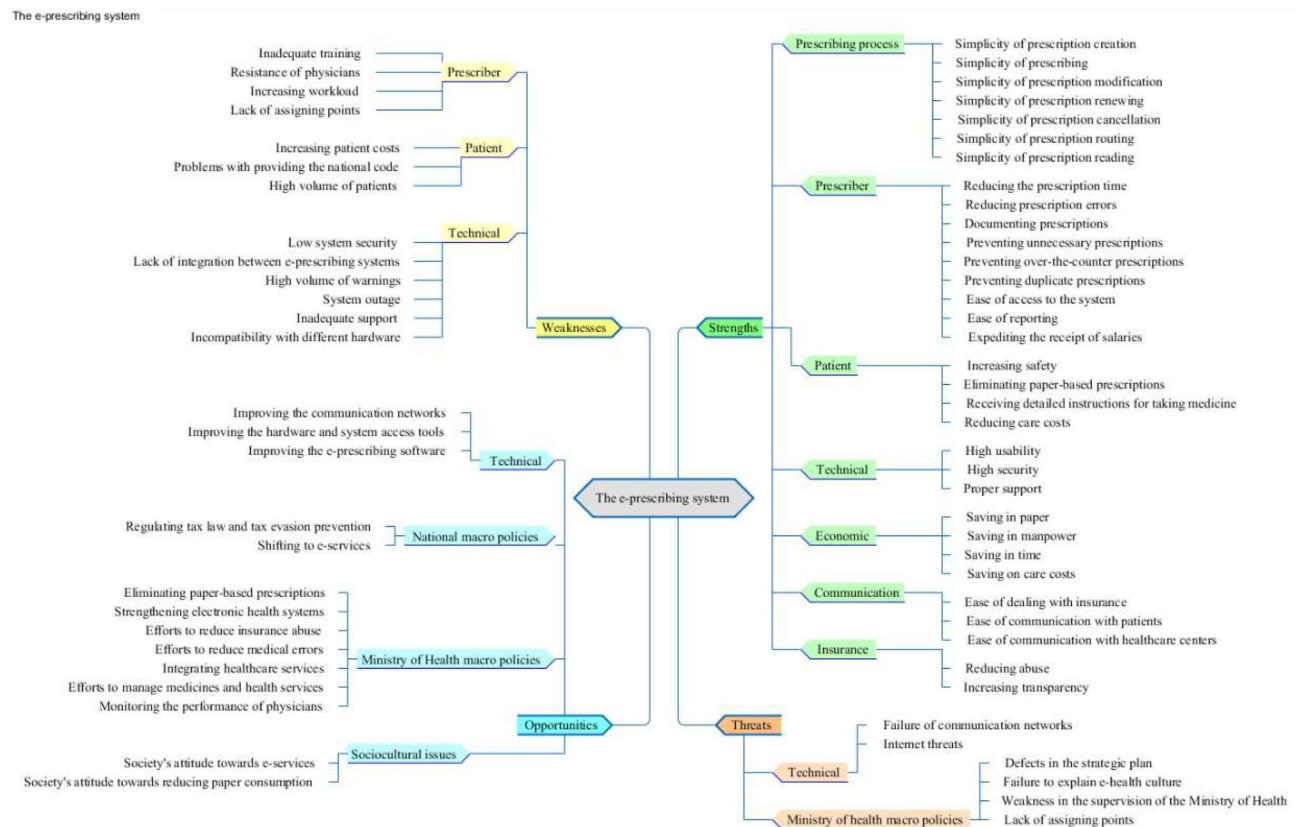 The e-prescribing system
Inadequate training
Resistance of physicians
Increasing workload
Lack of assigning points
Prescriber
Increasing patient costs
Problems with providing the national code
High volume of patients
Patient
Low system security
Lack of integration between e-prescribing systems
High volume of warnings
System outage
Inadequate support
Incompatibility with different hardware
Technical
Weaknesses
Improving the communication networks
Improving the hardware and system access tools
Improving the e-prescribing software
Technical
Regulating tax law and tax evasion prevention
Shifting to e-services
National macro policies
Eliminating paper-based prescriptions
Strengthening electronic health systems
Efforts to reduce insurance abuse
Efforts to reduce medical errors
Integrating healthcare services
Efforts to manage medicines and health services
Monitoring the performance of physicians
Ministry of Health macro policies
Opportunities
Society's attitude towards e-services
Society's attitude towards reducing paper consumption
Sociocultural issues
The e-prescribing system
Strengths
Prescribing process
Simplicity of prescription creation
Simplicity of prescribing
Simplicity of prescription modification
Simplicity of prescription renewing
Simplicity of prescription cancellation
Simplicity of prescription routing
Simplicity of prescription reading
Prescriber
Reducing the prescription time
Reducing prescription errors
Documenting prescriptions
Preventing unnecessary prescriptions
Preventing over-the-counter prescriptions
Preventing duplicate prescriptions
Ease of access to the system
Ease of reporting
Expediting the receipt of salaries
Patient
Increasing safety
Eliminating paper-based prescriptions
Receiving detailed instructions for taking medicine
Reducing care costs
Technical
High usability
High security
Proper support
Economic
Saving in paper
Saving in manpower
Saving in time
Saving on care costs
Communication
Ease of dealing with insurance
Ease of communication with patients
Ease of communication with healthcare centers
Insurance
Reducing abuse
Increasing transparency
Threats
Failure of communication networks
Internet threats
Technical
Defects in the strategic plan
Failure to explain e-health culture
Weakness in the supervision of the Ministry of Health
Lack of assigning points
Ministry of health macro policies